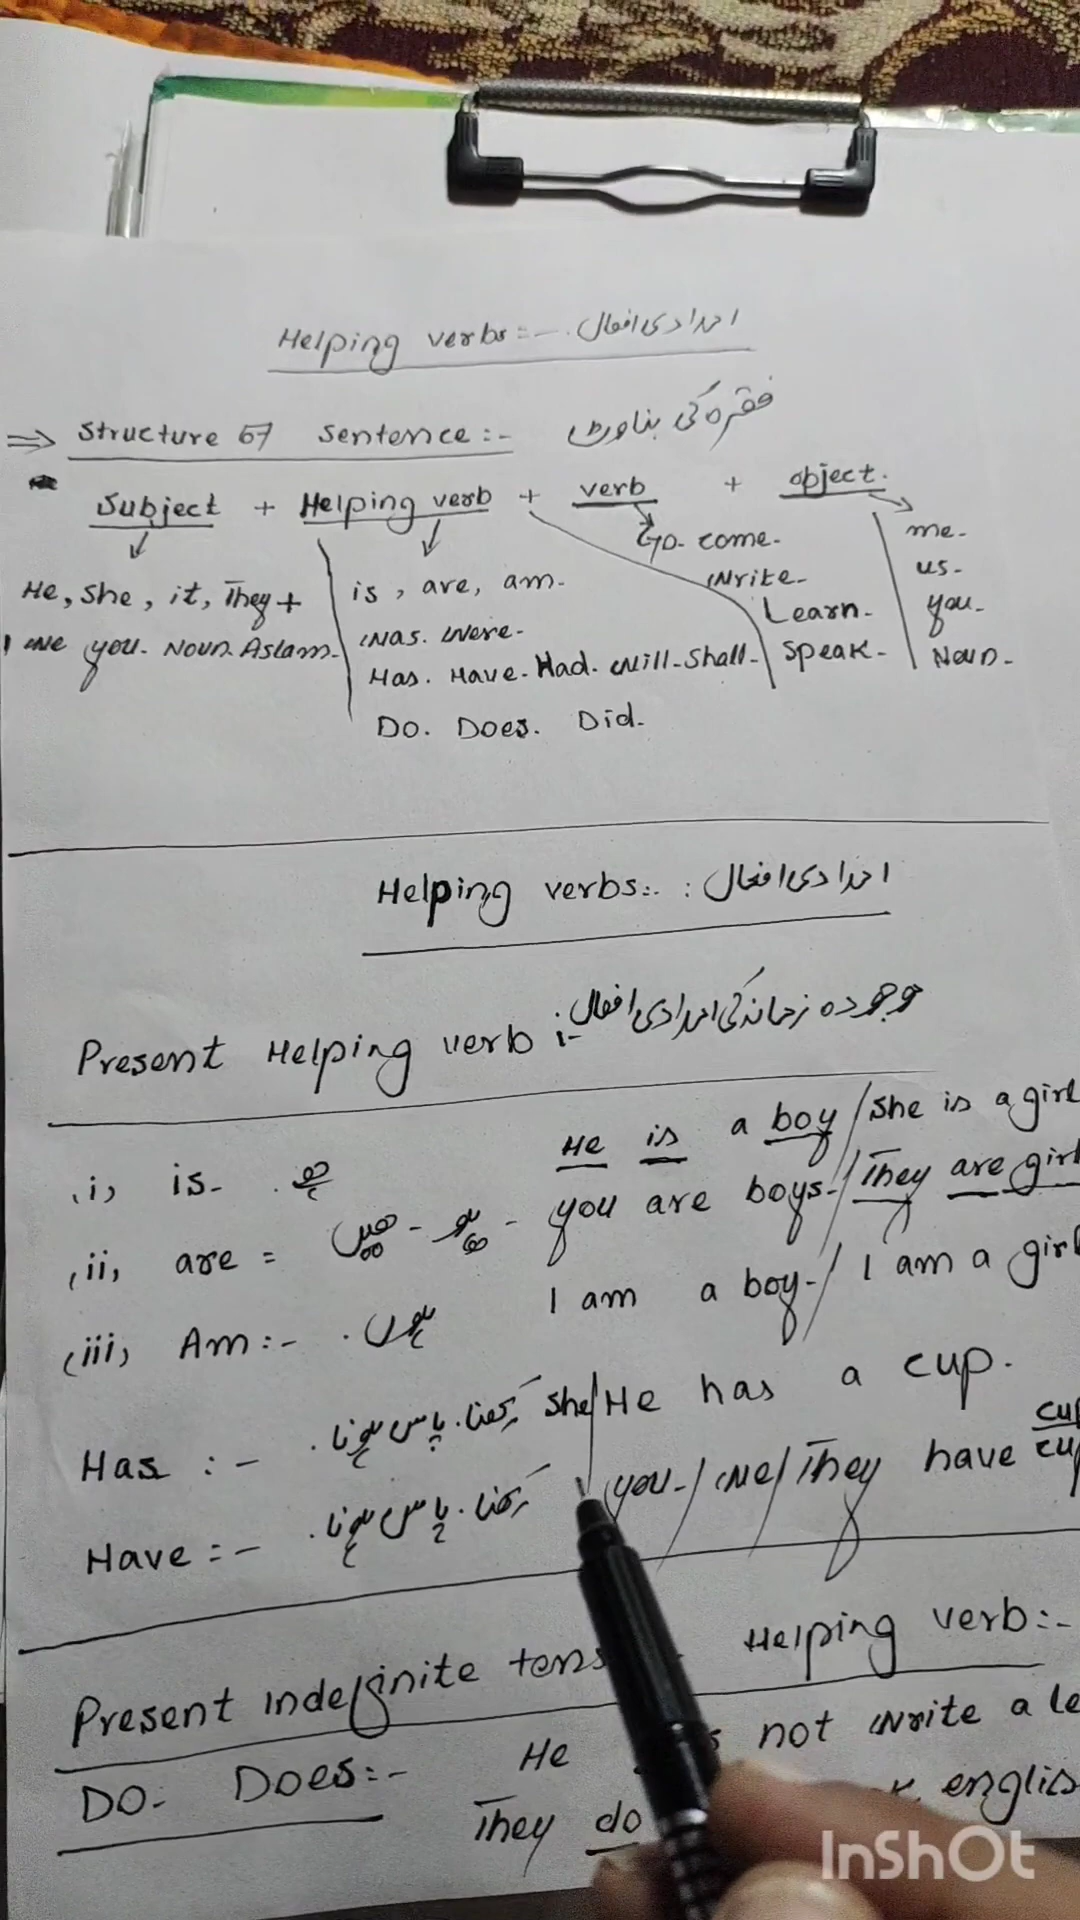 Helping verbs:- امدادی افعال
⇒ Structure of Sentence:- فقره کی بناوٹ
Subject + Helping verb + verb + object.
He, She, it, They + is, are, am. Go. come. me.
I we you. Noun. Aslam. Was. Were. Write. us.
Has. Have. Had. Will. Shall. Learn. you.
Do. Does. Did. Speak. Noun.
Helping verbs:. : امدادی افعال
Present Helping verb :- موجوده زمانه کی امدادی افعال
(i) is- ہے He is a boy / She is a girl
(ii) are = ہیں - ہو - you are boys- / They are girl
(iii) Am:- ہوں. I am a boy- / I am a girl
Has :- رکھنا. پاس ہونا. She/He has a cup.
Have :- رکھنا. پاس ہونا. you- / We / They have cup
Present indefinite tens Helping verb:-
Do. Does:- He not write a le
They do englis
InShOt